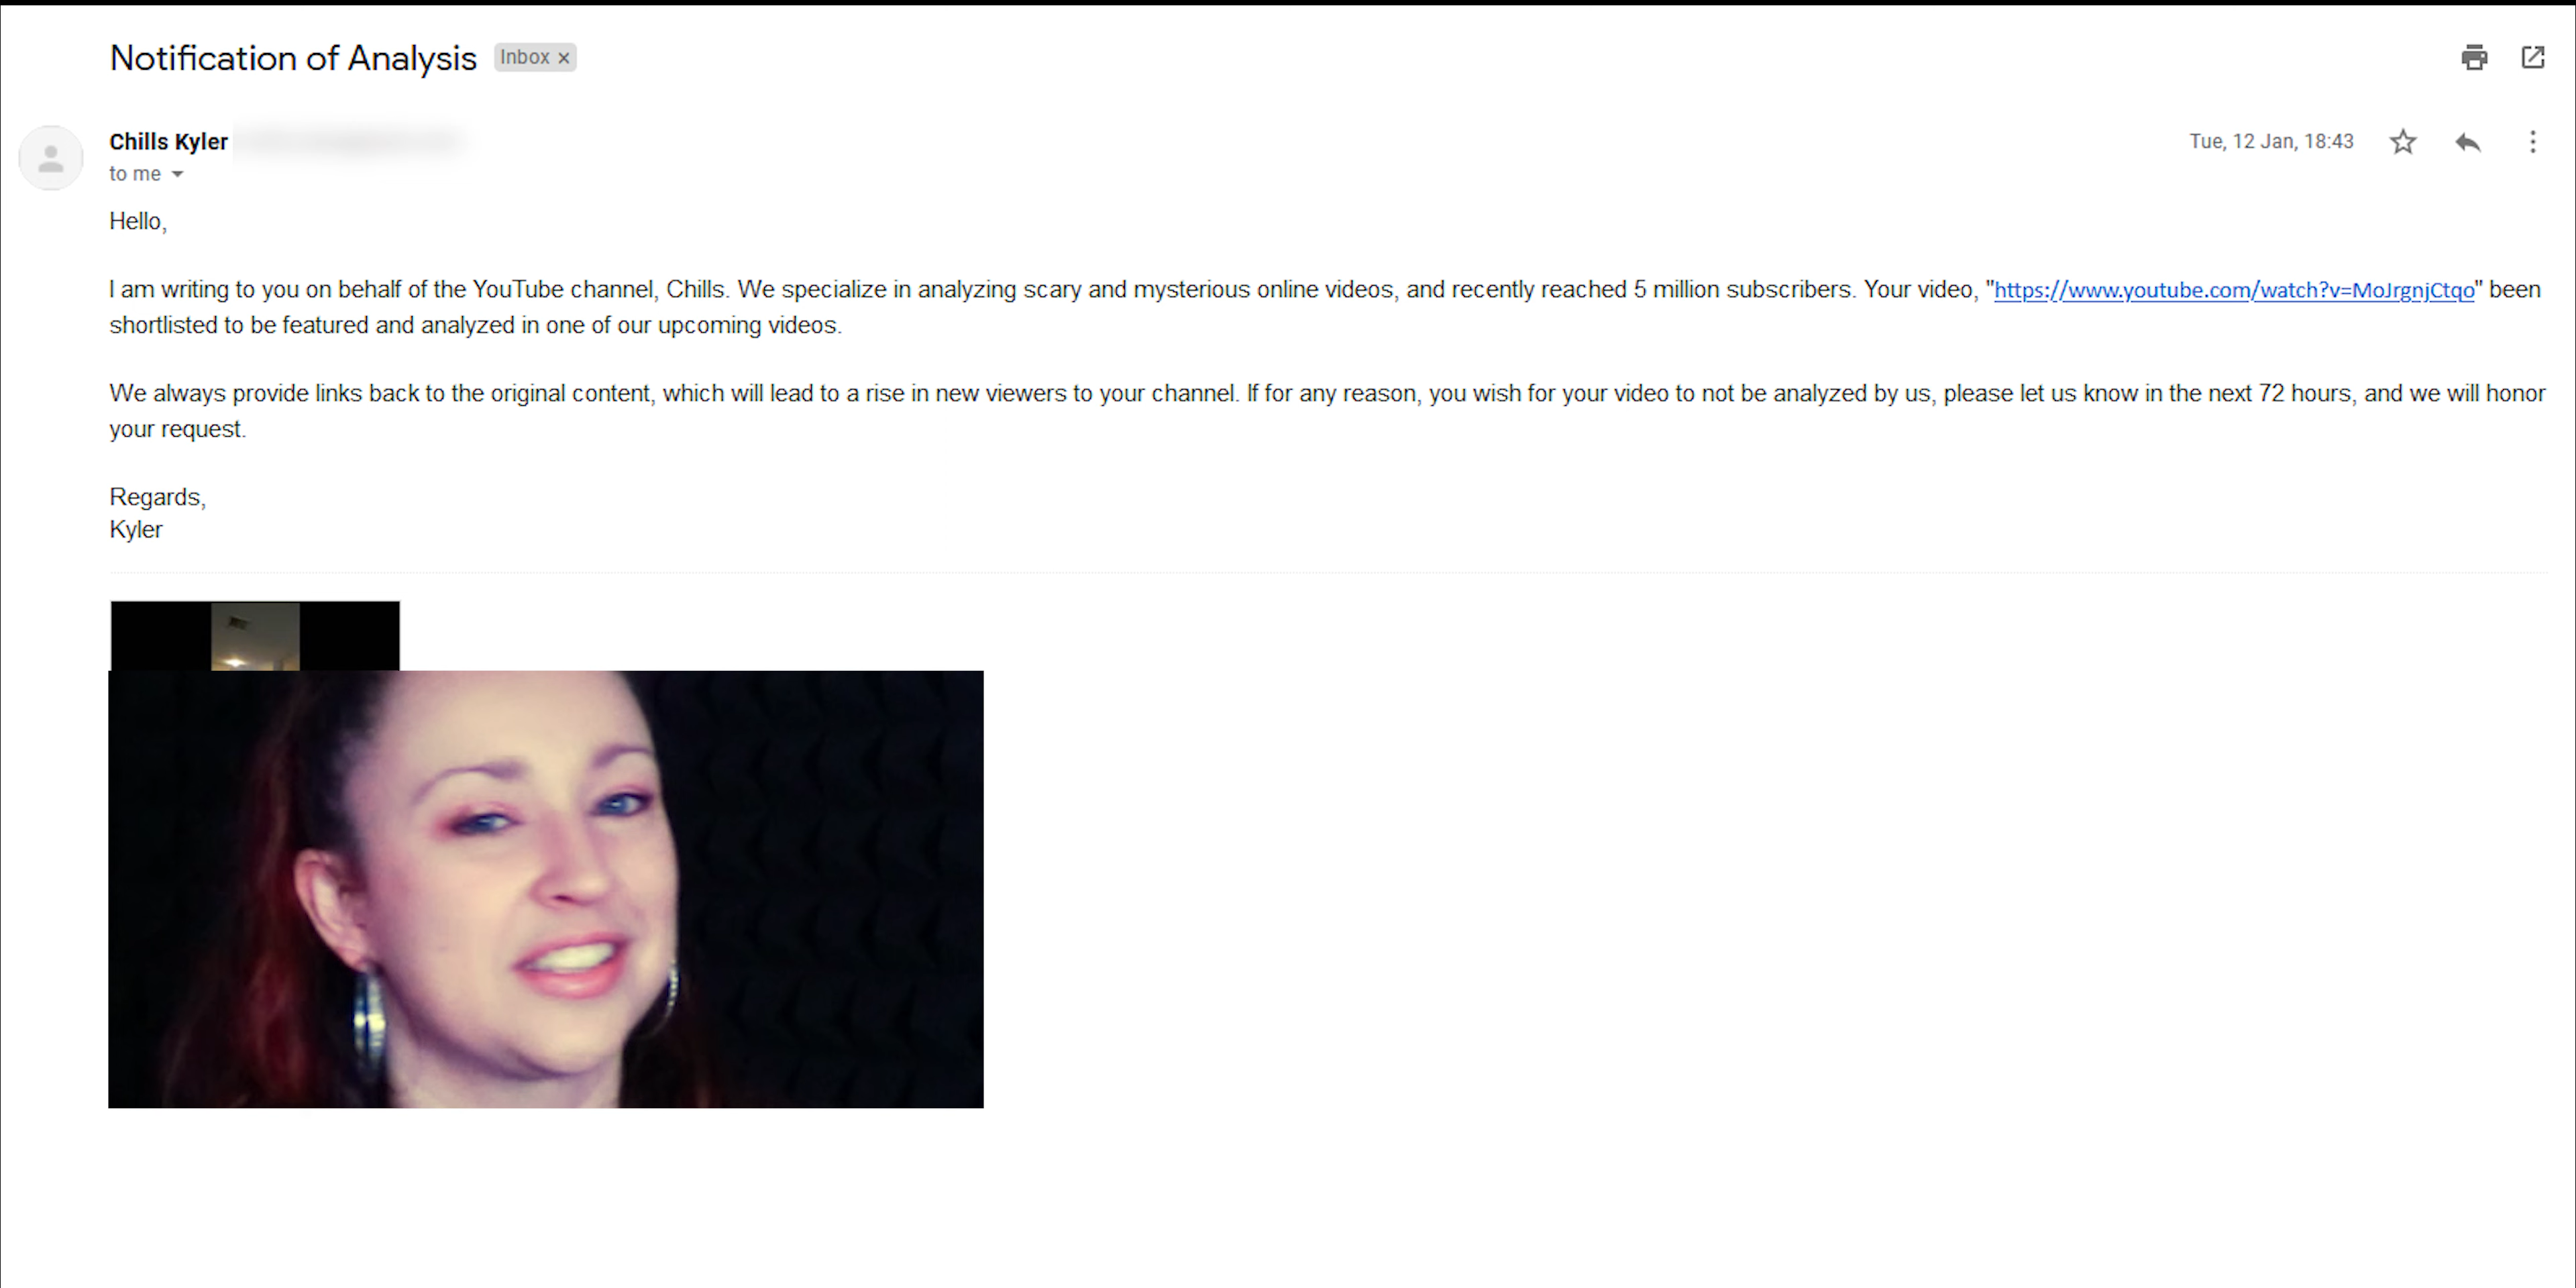 Notification of Analysis Inbox x
Chills Kyler
Tue, 12 Jan, 18:43
to me
Hello,
I am writing to you on behalf of the YouTube channel, Chills. We specialize in analyzing scary and mysterious online videos, and recently reached 5 million subscribers. Your video, "https://www.youtube.com/watch?v=MoJrgnjCtqo" been
shortlisted to be featured and analyzed in one of our upcoming videos.
We always provide links back to the original content, which will lead to a rise in new viewers to your channel. If for any reason, you wish for your video to not be analyzed by us, please let us know in the next 72 hours, and we will honor
your request.
Regards,
Kyler